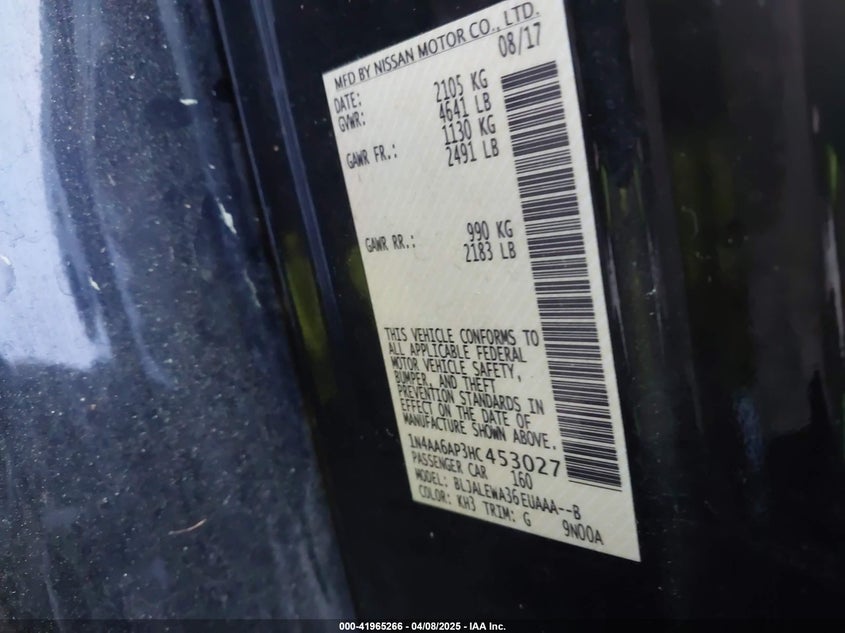 MFD BY NISSAN MOTOR CO., LTD.
DATE: 08/17
GVWR: 2105 KG
4641 LB
GAWR FR.: 1130 KG
2491 LB
GAWR RR.: 990 KG
2183 LB
THIS VEHICLE CONFORMS TO
ALL APPLICABLE FEDERAL
MOTOR VEHICLE SAFETY,
BUMPER, AND THEFT
PREVENTION STANDARDS IN
EFFECT ON THE DATE OF
MANUFACTURE SHOWN ABOVE.
1N4AA6AP3HC453027
PASSENGER CAR 160
MODEL: BLJALEWA36EUAAA--B
COLOR: KH3 TRIM: G 9N00A
000-41965266 - 04/08/2025 - IAA Inc.